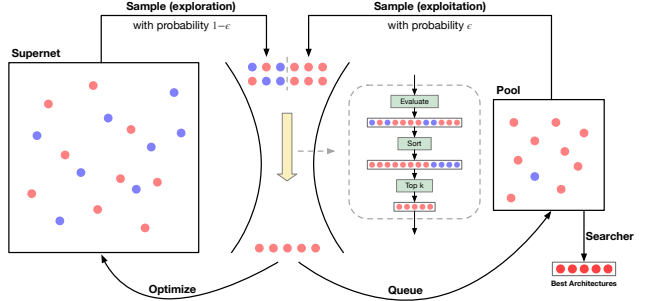 Sample (exploration)
with probability 1−ϵ
Sample (exploitation)
with probability ϵ
Supernet
Pool
Evaluate
Sort
Top k
Searcher
Best Architectures
Optimize
Queue